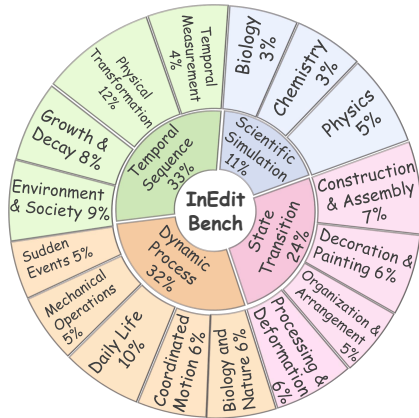 InEdit
Bench
Scientific
Simulation
11%
Biology
3%
Chemistry
3%
Physics
5%
State
Transition
24%
Construction
& Assembly
7%
Decoration &
Painting 6%
Organization &
Arrangement
5%
Processing &
Deformation
6%
Dynamic
Process
32%
Biology and
Nature 6%
Coordinated
Motion 6%
Daily Life
10%
Mechanical
Operations
5%
Sudden
Events 5%
Temporal
Sequence
33%
Environment
& Society 9%
Growth &
Decay 8%
Physical
Transformation
12%
Temporal
Measurement
4%